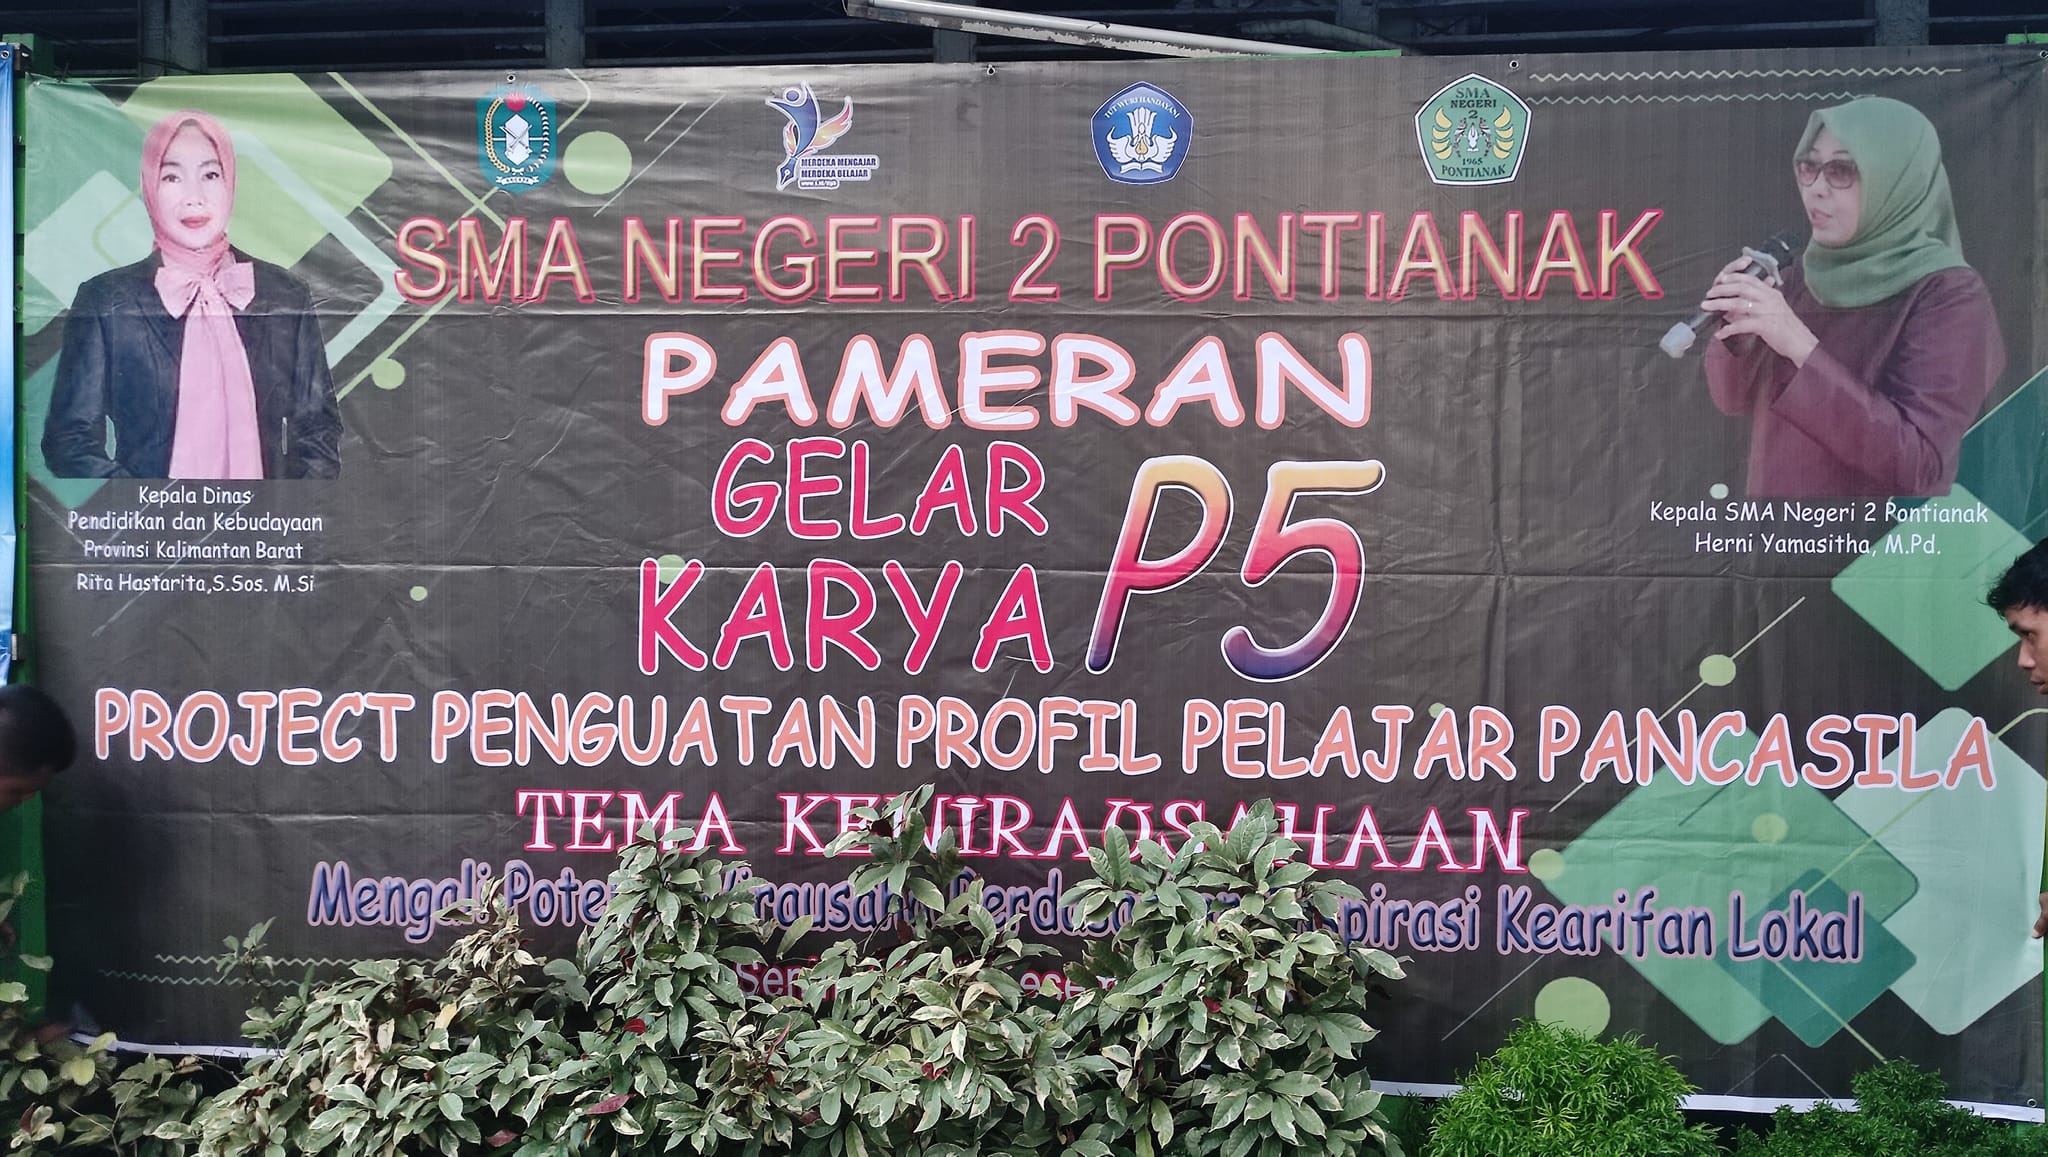 MERDEKA MENGAJAR
MERDEKA BELAJAR
TUT WURI HANDAYANI
SMA
NEGERI
2
1965
PONTIANAK
SMA NEGERI 2 PONTIANAK
PAMERAN
GELAR
KARYA
P5
PROJECT PENGUATAN PROFIL PELAJAR PANCASILA
TEMA KEWIRAUSAHAAN
Mengali Kearifan Lokal
Kepala Dinas
Pendidikan dan Kebudayaan
Provinsi Kalimantan Barat
Rita Hastarita,S.Sos. M.Si
Kepala SMA Negeri 2 Pontianak
Herni Yamasitha, M.Pd.